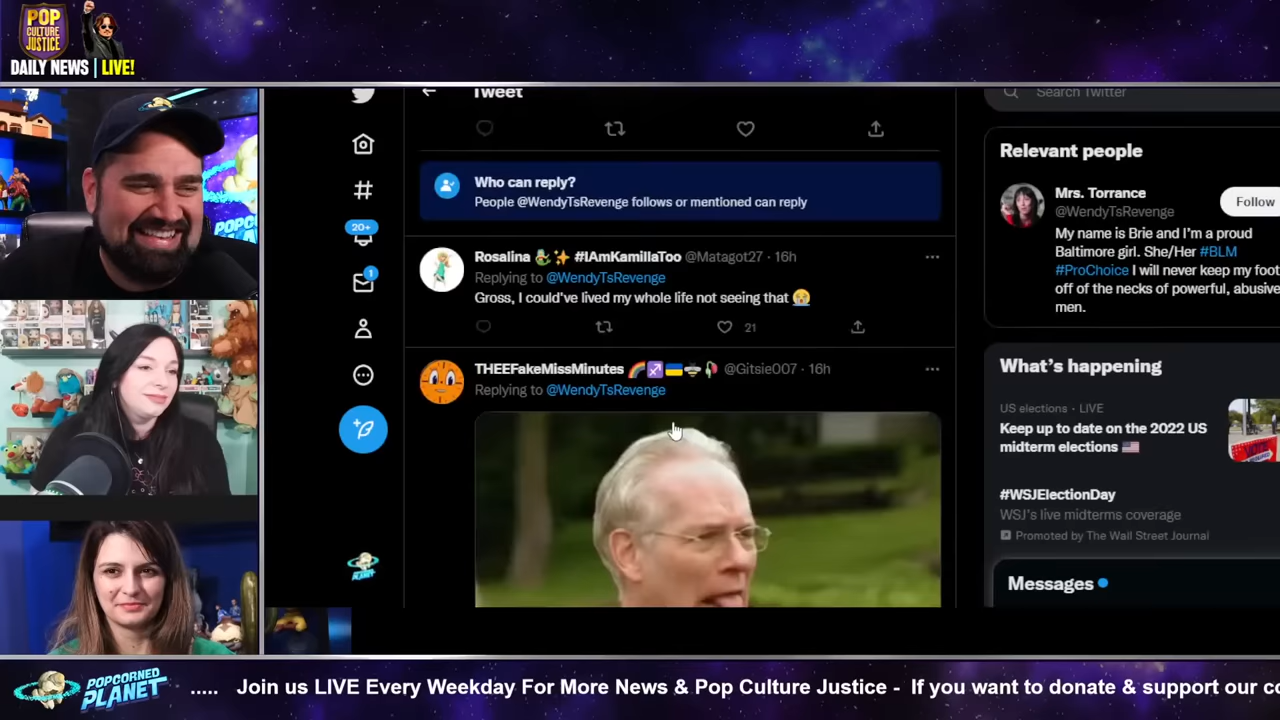 POP
CULTURE
JUSTICE
DAILY NEWS | LIVE!
Tweet
Search Twitter
Who can reply?
People @WendyTsRevenge follows or mentioned can reply
20+
1
Rosalina #IAmKamillaToo @Matagot27 · 16h
Replying to @WendyTsRevenge
Gross, I could've lived my whole life not seeing that 😭
21
THEEFakeMissMinutes @Gitsie007 · 16h
Replying to @WendyTsRevenge
Relevant people
Mrs. Torrance
@WendyTsRevenge
Follow
My name is Brie and I'm a proud
Baltimore girl. She/Her #BLM
#ProChoice I will never keep my foot
off of the necks of powerful, abusive
men.
What's happening
US elections · LIVE
Keep up to date on the 2022 US
midterm elections
VOTE
#WSJElectionDay
WSJ's live midterms coverage
Promoted by The Wall Street Journal
Messages
POPCORNED
PLANET
..... Join us LIVE Every Weekday For More News & Pop Culture Justice - If you want to donate & support our co